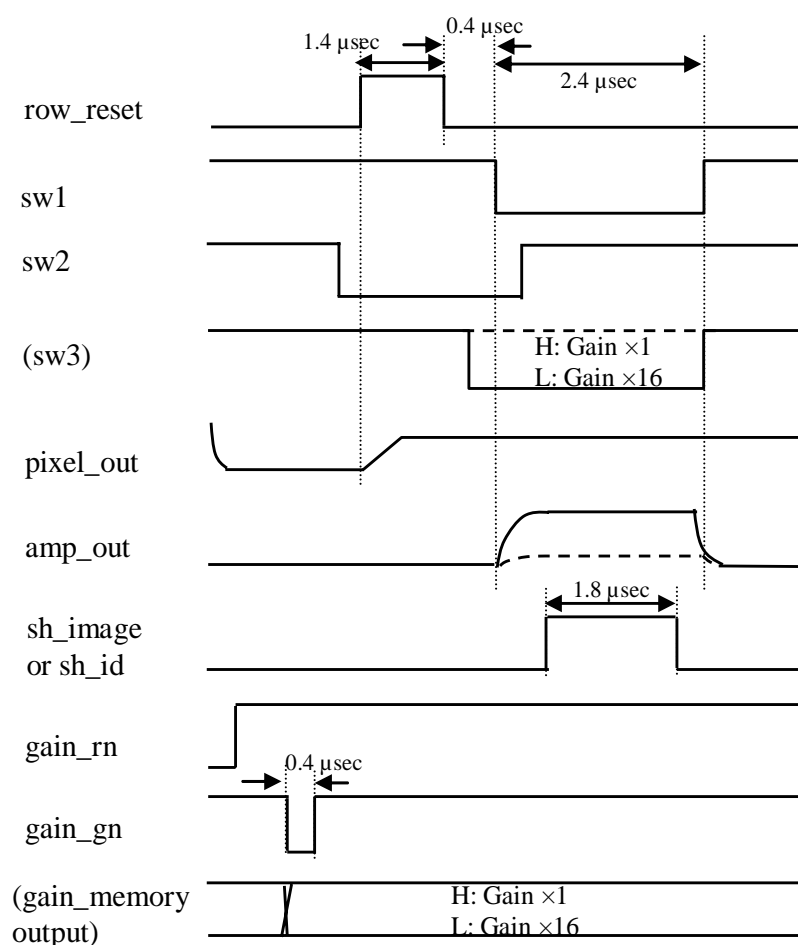 0.4 µsec
1.4 µsec
2.4 µsec
row_reset
sw1
sw2
(sw3)
H: Gain ×1
L: Gain ×16
pixel_out
amp_out
1.8 µsec
sh_image
or sh_id
gain_rn
0.4 µsec
gain_gn
(gain_memory
output)
H: Gain ×1
L: Gain ×16